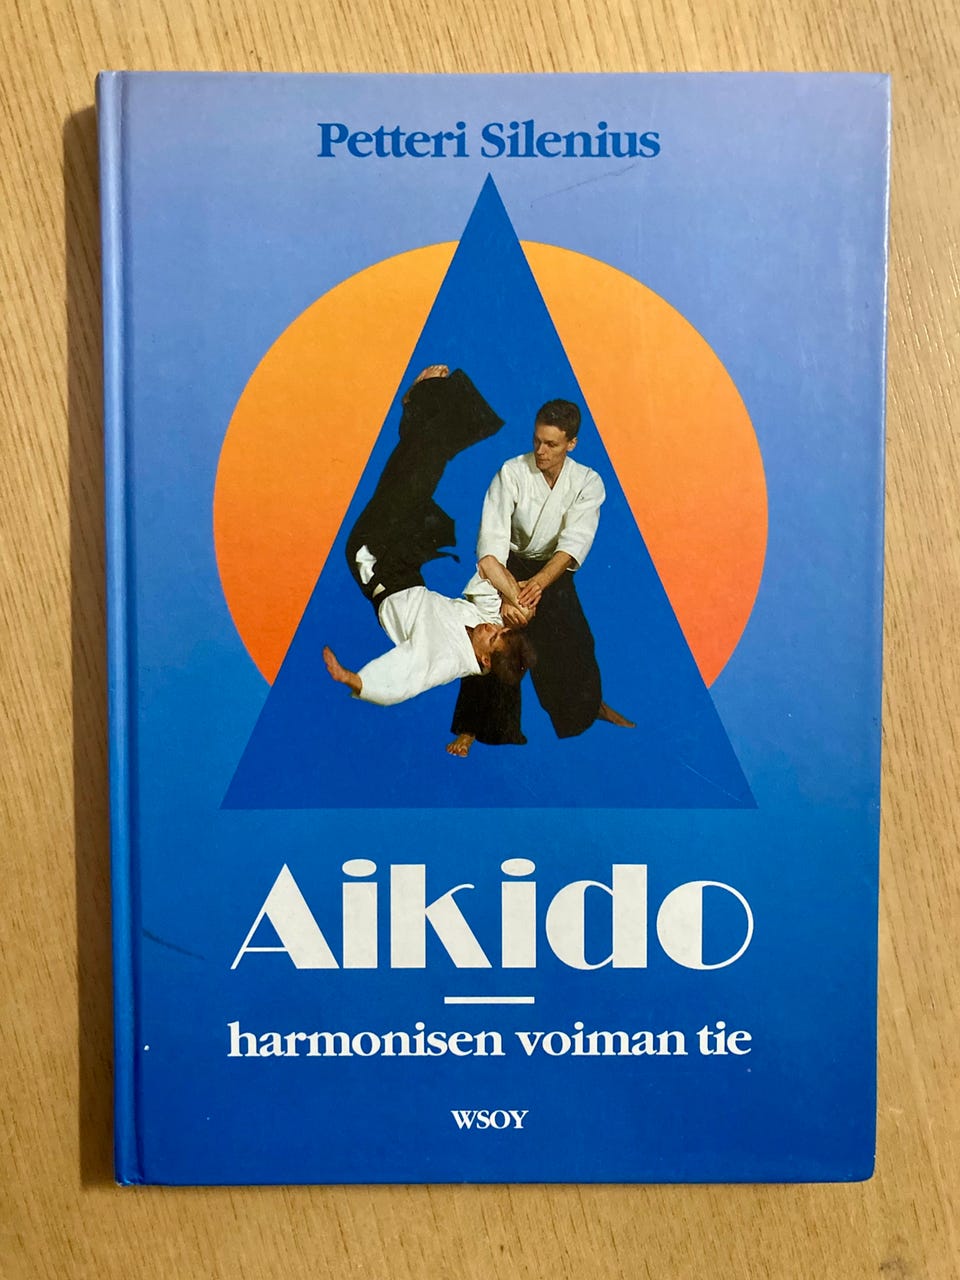 Petteri Silenius
Aikido
harmonisen voiman tie
WSOY